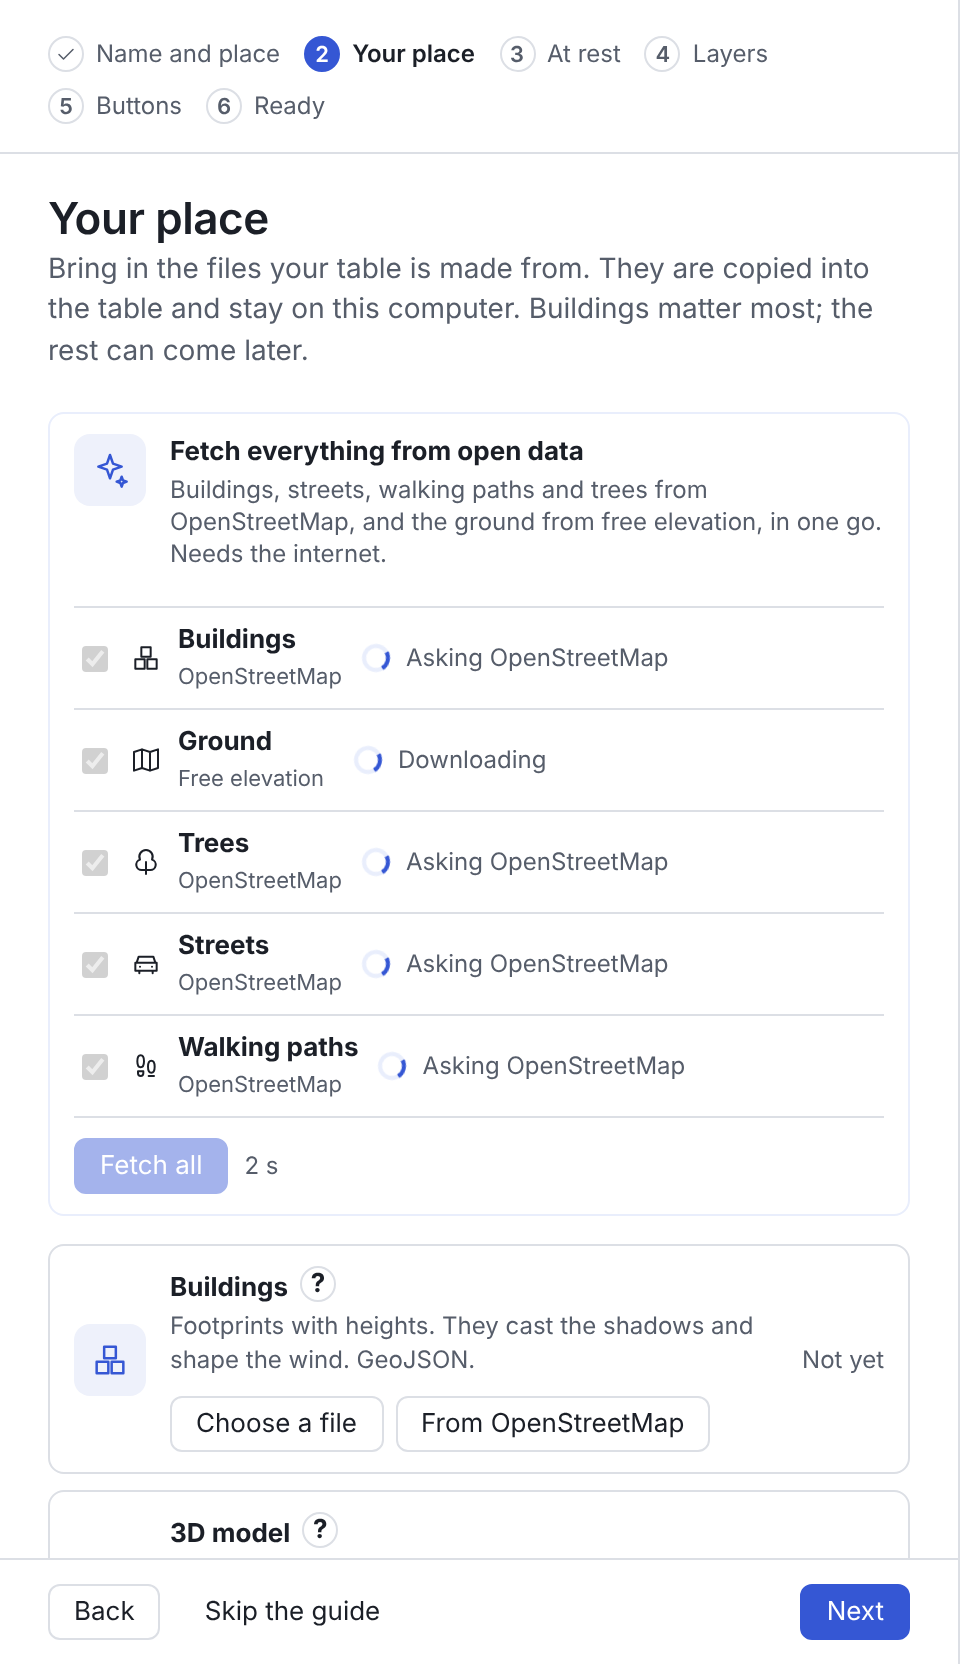 Name and place
2 Your place
3 At rest
4 Layers
5 Buttons
6 Ready
Your place
Bring in the files your table is made from. They are copied into
the table and stay on this computer. Buildings matter most; the
rest can come later.
Fetch everything from open data
Buildings, streets, walking paths and trees from
OpenStreetMap, and the ground from free elevation, in one go.
Needs the internet.
Buildings
OpenStreetMap
Asking OpenStreetMap
Ground
Free elevation
Downloading
Trees
OpenStreetMap
Asking OpenStreetMap
Streets
OpenStreetMap
Asking OpenStreetMap
Walking paths
OpenStreetMap
Asking OpenStreetMap
Fetch all
2 s
Buildings ?
Footprints with heights. They cast the shadows and
shape the wind. GeoJSON.
Not yet
Choose a file
From OpenStreetMap
3D model ?
Back
Skip the guide
Next